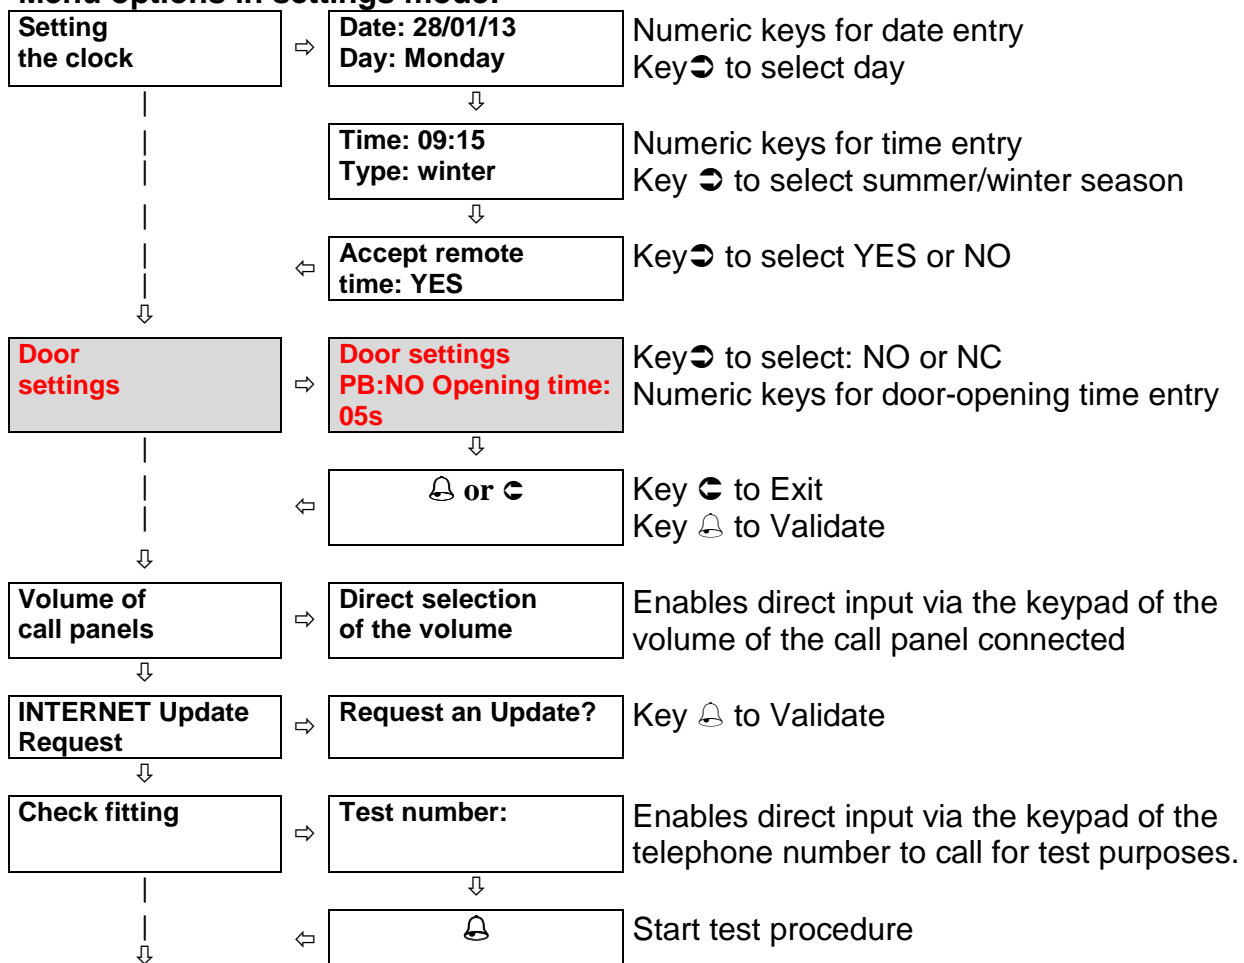 Menu options in settings mode:
Setting
the clock
⇨
Date: 28/01/13
Day: Monday
Numeric keys for date entry
Key➲ to select day
⇩
Time: 09:15
Type: winter
Numeric keys for time entry
Key ➲ to select summer/winter season
⇩
⇦
Accept remote
time: YES
Key➲ to select YES or NO
⇩
Door
settings
⇨
Door settings
PB:NO Opening time:
05s
Key➲ to select: NO or NC
Numeric keys for door-opening time entry
⇩
⇦
🔔 or ⮊
Key ⮊ to Exit
Key 🔔 to Validate
⇩
Volume of
call panels
⇨
Direct selection
of the volume
Enables direct input via the keypad of the
volume of the call panel connected
⇩
INTERNET Update
Request
⇨
Request an Update?
Key 🔔 to Validate
⇩
Check fitting
⇨
Test number:
Enables direct input via the keypad of the
telephone number to call for test purposes.
⇩
⇦
🔔
Start test procedure
⇩